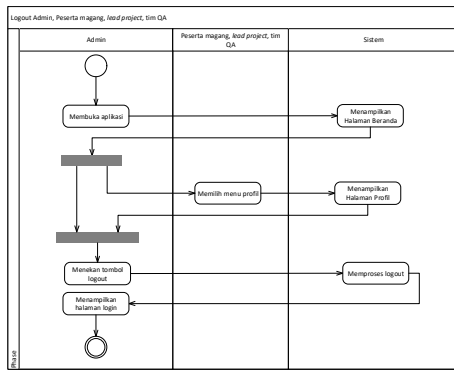 Logout Admin, Peserta magang, lead project, tim QA
Admin
Peserta magang, lead project, tim
QA
Sistem
Membuka aplikasi
Menampilkan
Halaman Beranda
Memilih menu profil
Menampilkan
Halaman Profil
Menekan tombol
logout
Memproses logout
Menampilkan
halaman login
Phase